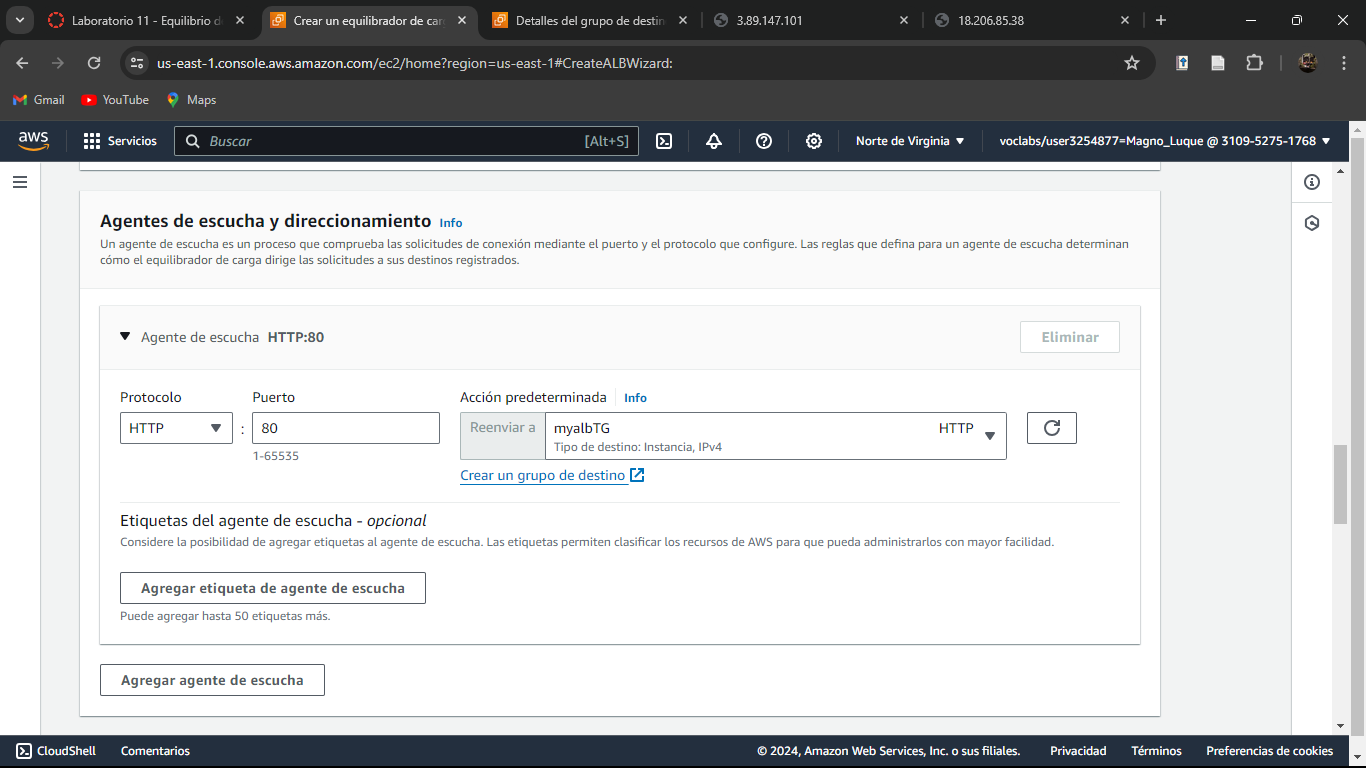 Laboratorio 11 - Equilibrio d
Crear un equilibrador de car
Detalles del grupo de destin
3.89.147.101
18.206.85.38
us-east-1.console.aws.amazon.com/ec2/home?region=us-east-1#CreateALBWizard:
Gmail
YouTube
Maps
aws
Servicios
Buscar
[Alt+S]
Norte de Virginia
voclabs/user3254877=Magno_Luque @ 3109-5275-1768
Agentes de escucha y direccionamiento Info
Un agente de escucha es un proceso que comprueba las solicitudes de conexión mediante el puerto y el protocolo que configure. Las reglas que defina para un agente de escucha determinan
cómo el equilibrador de carga dirige las solicitudes a sus destinos registrados.
Agente de escucha HTTP:80
Eliminar
Protocolo
Puerto
Acción predeterminada
Info
HTTP
:
80
1-65535
Reenviar a
myalbTG
HTTP
Tipo de destino: Instancia, IPv4
Crear un grupo de destino
Etiquetas del agente de escucha - opcional
Considere la posibilidad de agregar etiquetas al agente de escucha. Las etiquetas permiten clasificar los recursos de AWS para que pueda administrarlos con mayor facilidad.
Agregar etiqueta de agente de escucha
Puede agregar hasta 50 etiquetas más.
Agregar agente de escucha
CloudShell
Comentarios
© 2024, Amazon Web Services, Inc. o sus filiales.
Privacidad
Términos
Preferencias de cookies